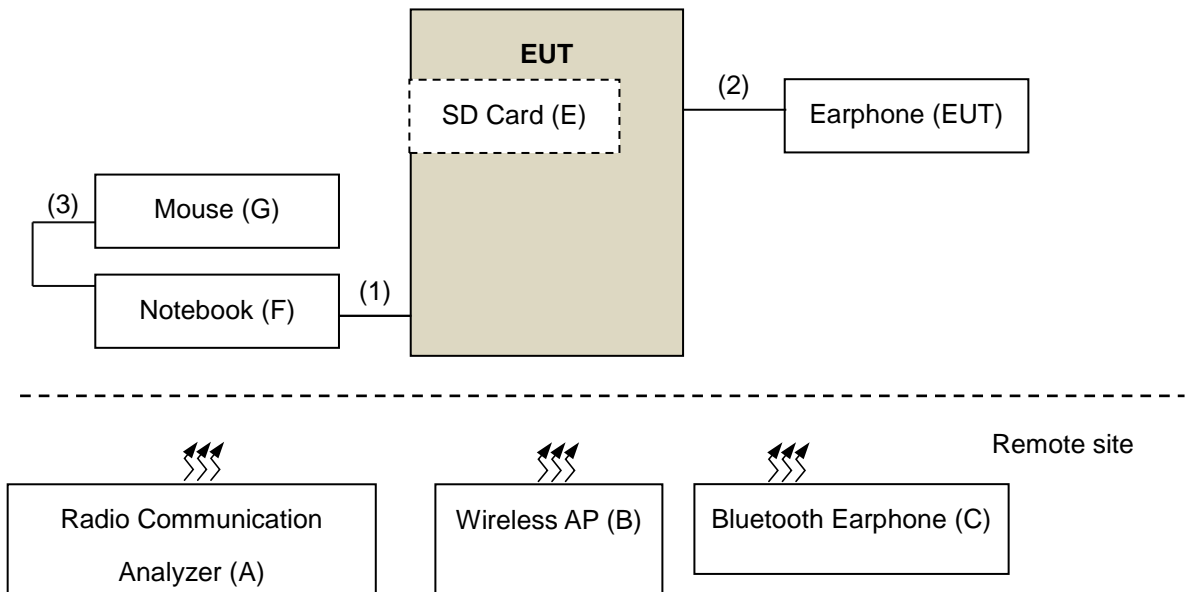 EUT
SD Card (E)
(2)
Earphone (EUT)
(3)
Mouse (G)
Notebook (F)
(1)
Remote site
Radio Communication
Analyzer (A)
Wireless AP (B)
Bluetooth Earphone (C)